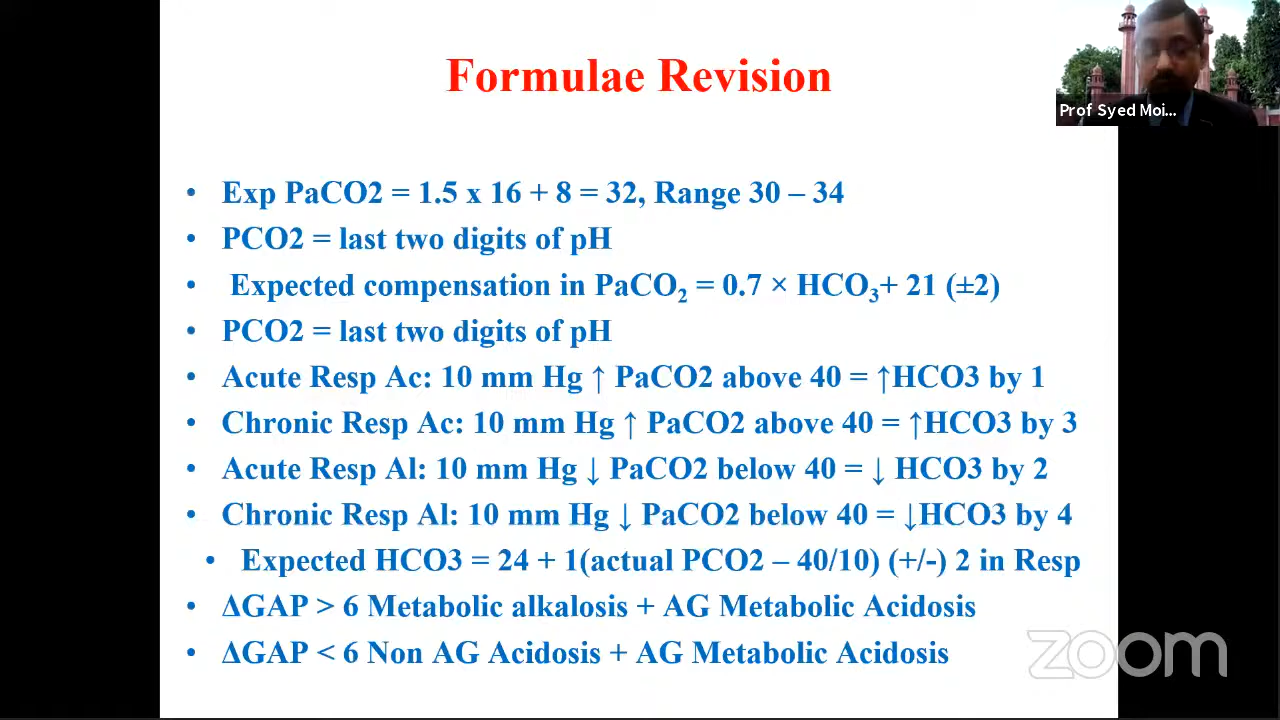 Formulae Revision
Prof Syed Moi...
• Exp PaCO2 = 1.5 x 16 + 8 = 32, Range 30 – 34
• PCO2 = last two digits of pH
• Expected compensation in PaCO₂ = 0.7 × HCO₃+ 21 (±2)
• PCO2 = last two digits of pH
• Acute Resp Ac: 10 mm Hg ↑ PaCO2 above 40 = ↑HCO3 by 1
• Chronic Resp Ac: 10 mm Hg ↑ PaCO2 above 40 = ↑HCO3 by 3
• Acute Resp Al: 10 mm Hg ↓ PaCO2 below 40 = ↓ HCO3 by 2
• Chronic Resp Al: 10 mm Hg ↓ PaCO2 below 40 = ↓HCO3 by 4
• Expected HCO3 = 24 + 1(actual PCO2 – 40/10) (+/-) 2 in Resp
• ΔGAP > 6 Metabolic alkalosis + AG Metabolic Acidosis
• ΔGAP < 6 Non AG Acidosis + AG Metabolic Acidosis
zoom